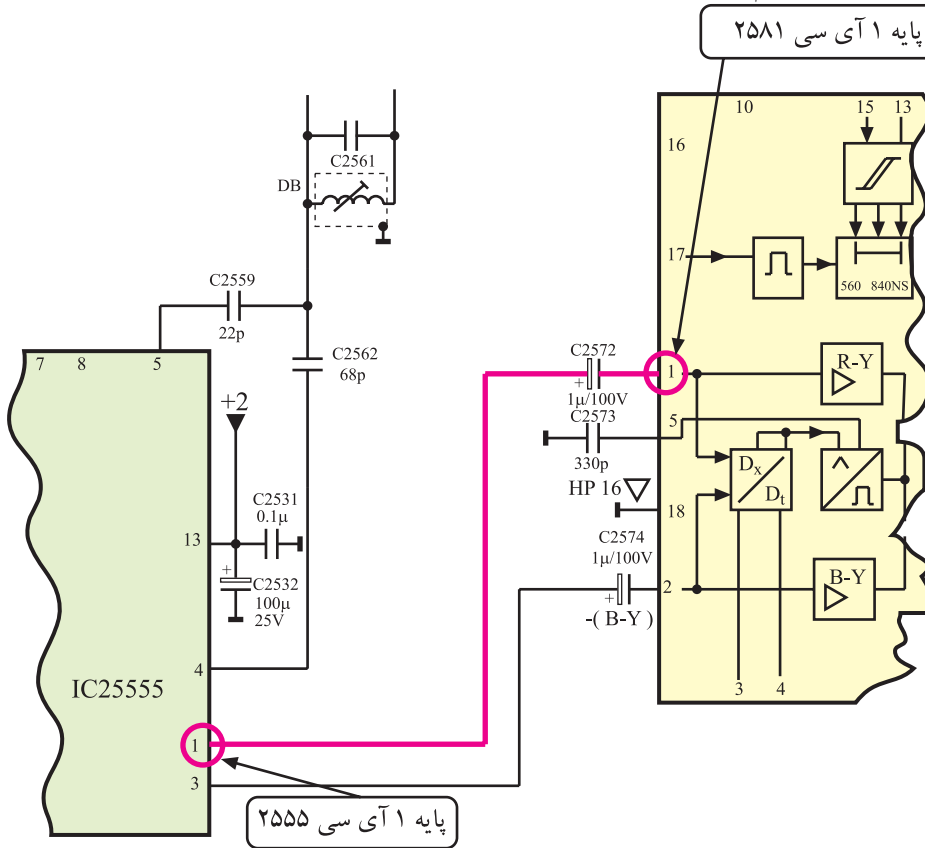 پایه ۱ آی سی ۲۵۸۱
10
15
13
16
C2561
DB
17
560 840NS
C2559
22p
C2562
68p
7
8
5
C2572
+
1µ/100V
1
R-Y
+2
C2573
330p
5
HP 16
Dx
Dt
18
C2531
0.1µ
13
+
C2532
100µ
25V
C2574
1µ/100V
+
-( B-Y )
2
B-Y
4
IC25555
3
4
1
3
پایه ۱ آی سی ۲۵۵۵